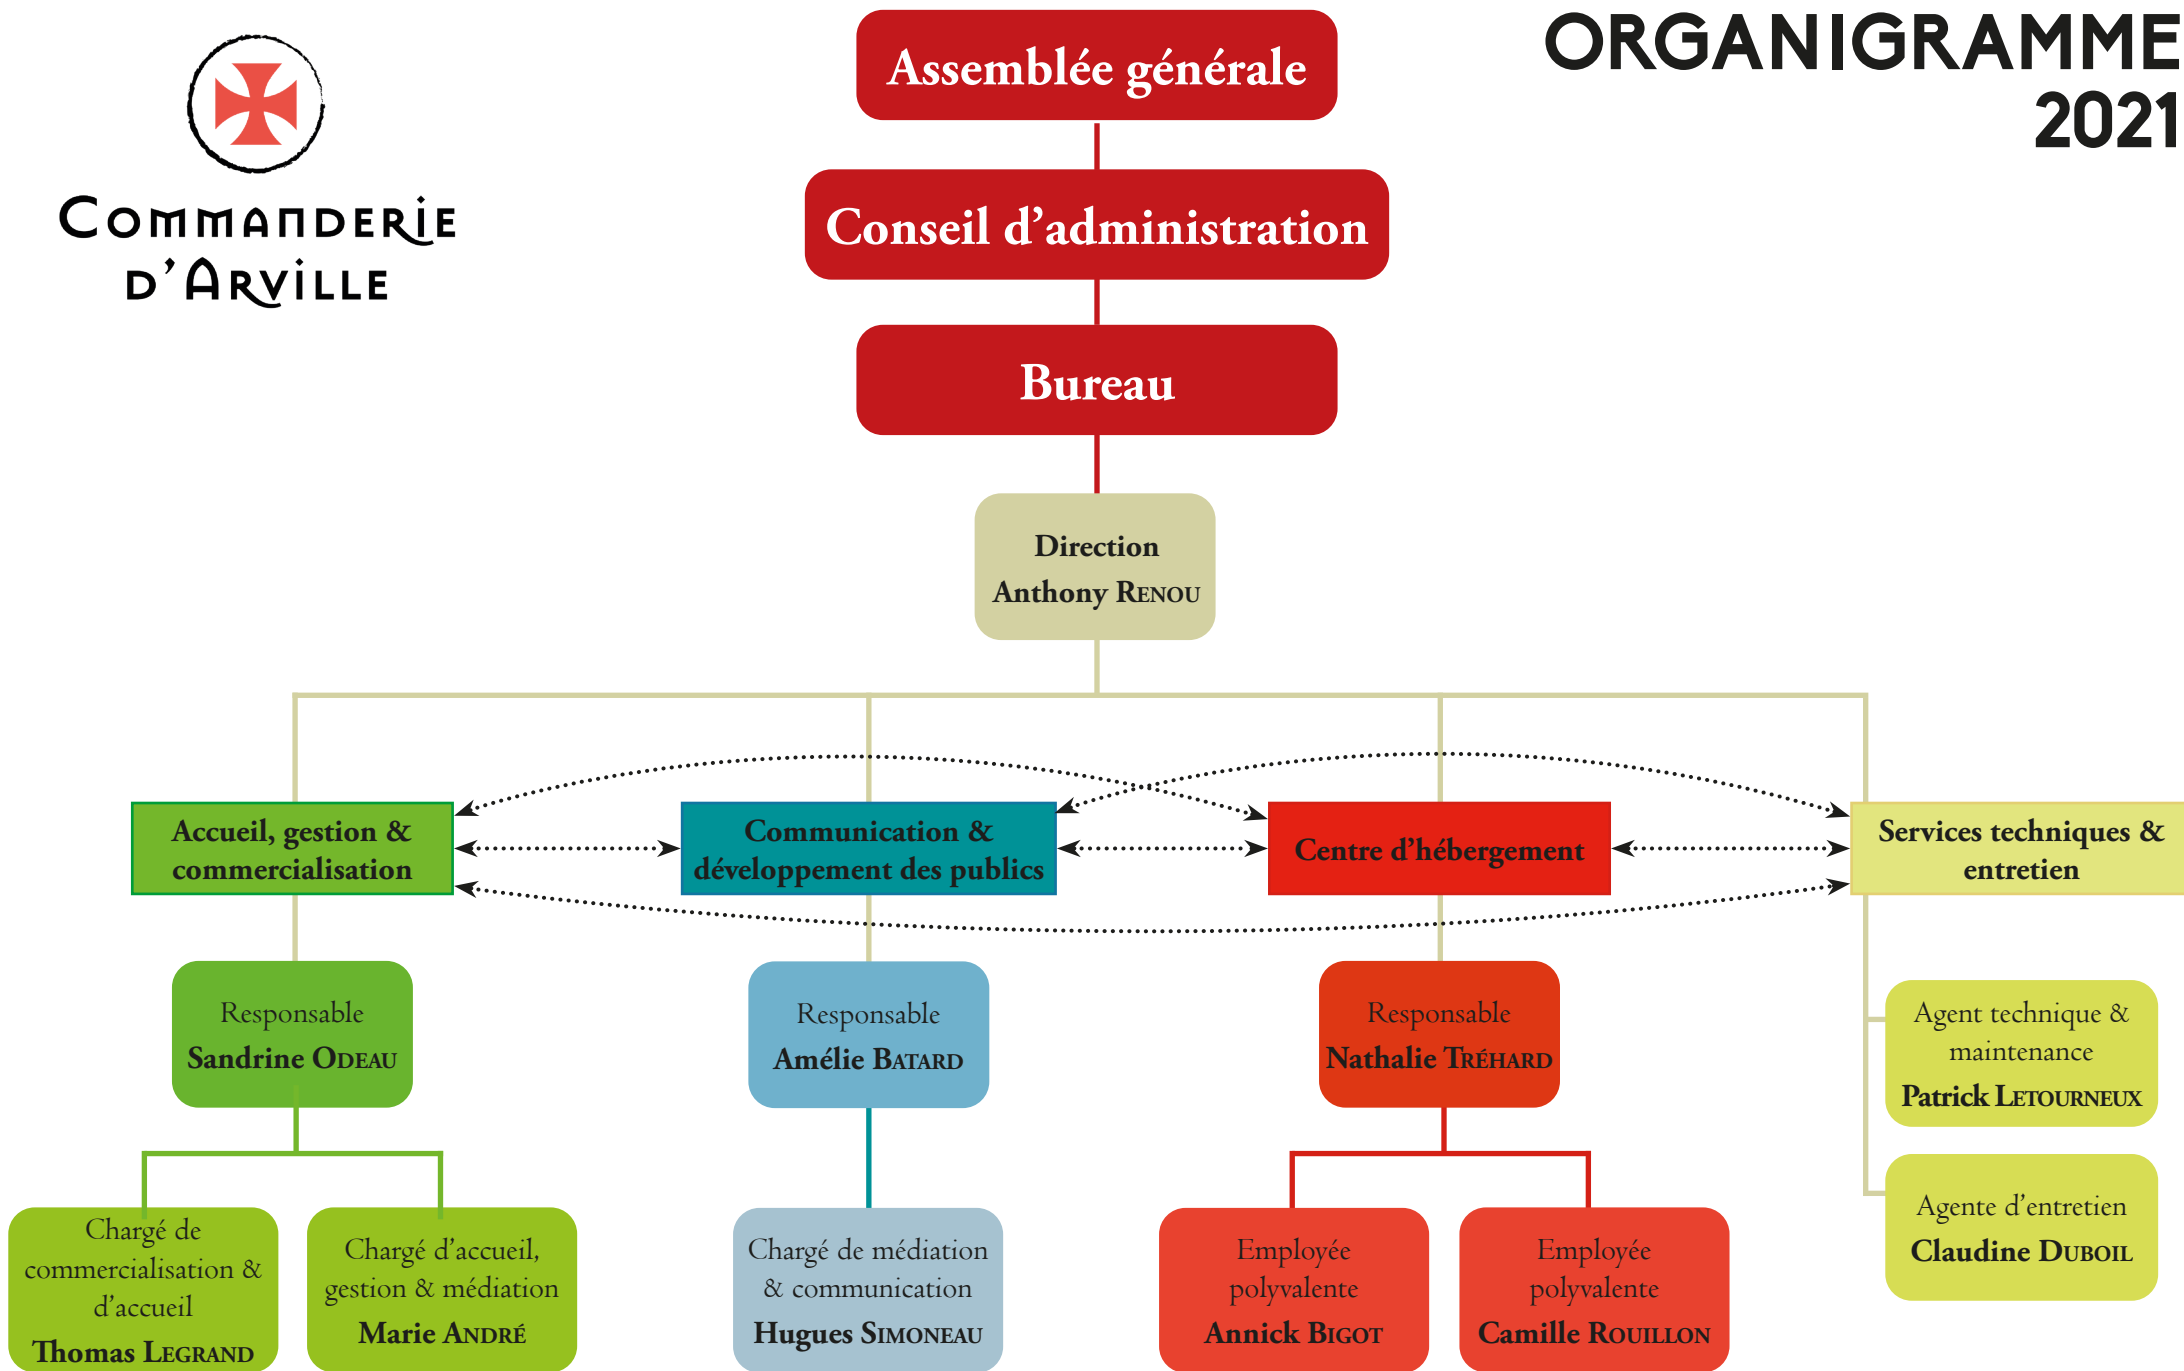 COMMANDERIE
D'ARVILLE
ORGANIGRAMME
2021
Assemblée générale
Conseil d'administration
Bureau
Direction
Anthony RENOU
Accueil, gestion &
commercialisation
Communication &
développement des publics
Centre d'hébergement
Services techniques &
entretien
Responsable
Sandrine ODEAU
Responsable
Amélie BATARD
Responsable
Nathalie TRÉHARD
Agent technique &
maintenance
Patrick LETOURNEUX
Agente d'entretien
Claudine DUBOIL
Chargé de
commercialisation &
d'accueil
Thomas LEGRAND
Chargé d'accueil,
gestion & médiation
Marie ANDRÉ
Chargé de médiation
& communication
Hugues SIMONEAU
Employée
polyvalente
Annick BIGOT
Employée
polyvalente
Camille ROUILLON